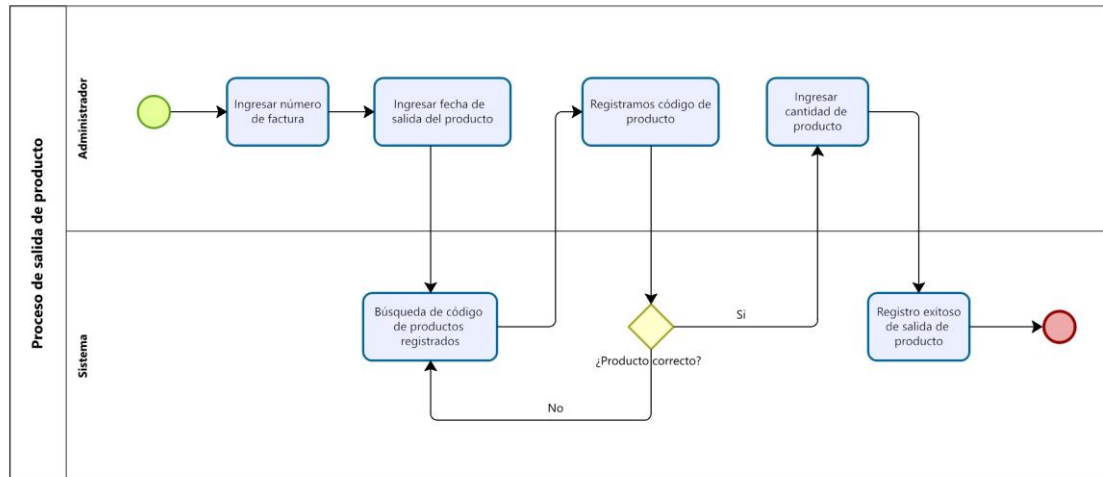 Proceso de salida de producto
Administrador
Ingresar número
de factura
Ingresar fecha de
salida del producto
Registramos código de
producto
Ingresar
cantidad de
producto
Sistema
Búsqueda de código
de productos
registrados
¿Producto correcto?
Si
No
Registro exitoso
de salida de
producto